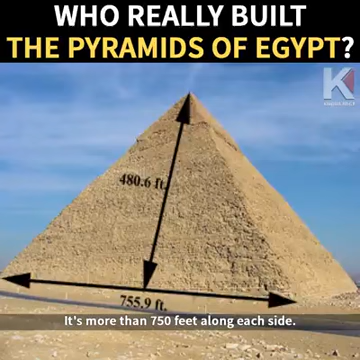 WHO REALLY BUILT
THE PYRAMIDS OF EGYPT?
K
480.6 ft.
755.9 ft.
It's more than 750 feet along each side.